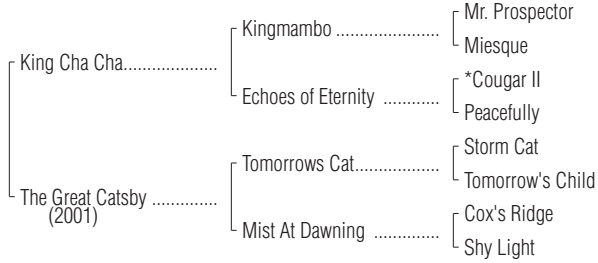 Mr. Prospector
Kingmambo .....................
Miesque
King Cha Cha...................
*Cougar II
Echoes of Eternity ............
Peacefully
Storm Cat
Tomorrows Cat.................
Tomorrow's Child
The Great Catsby .............
(2001)
Cox's Ridge
Mist At Dawning ..............
Shy Light